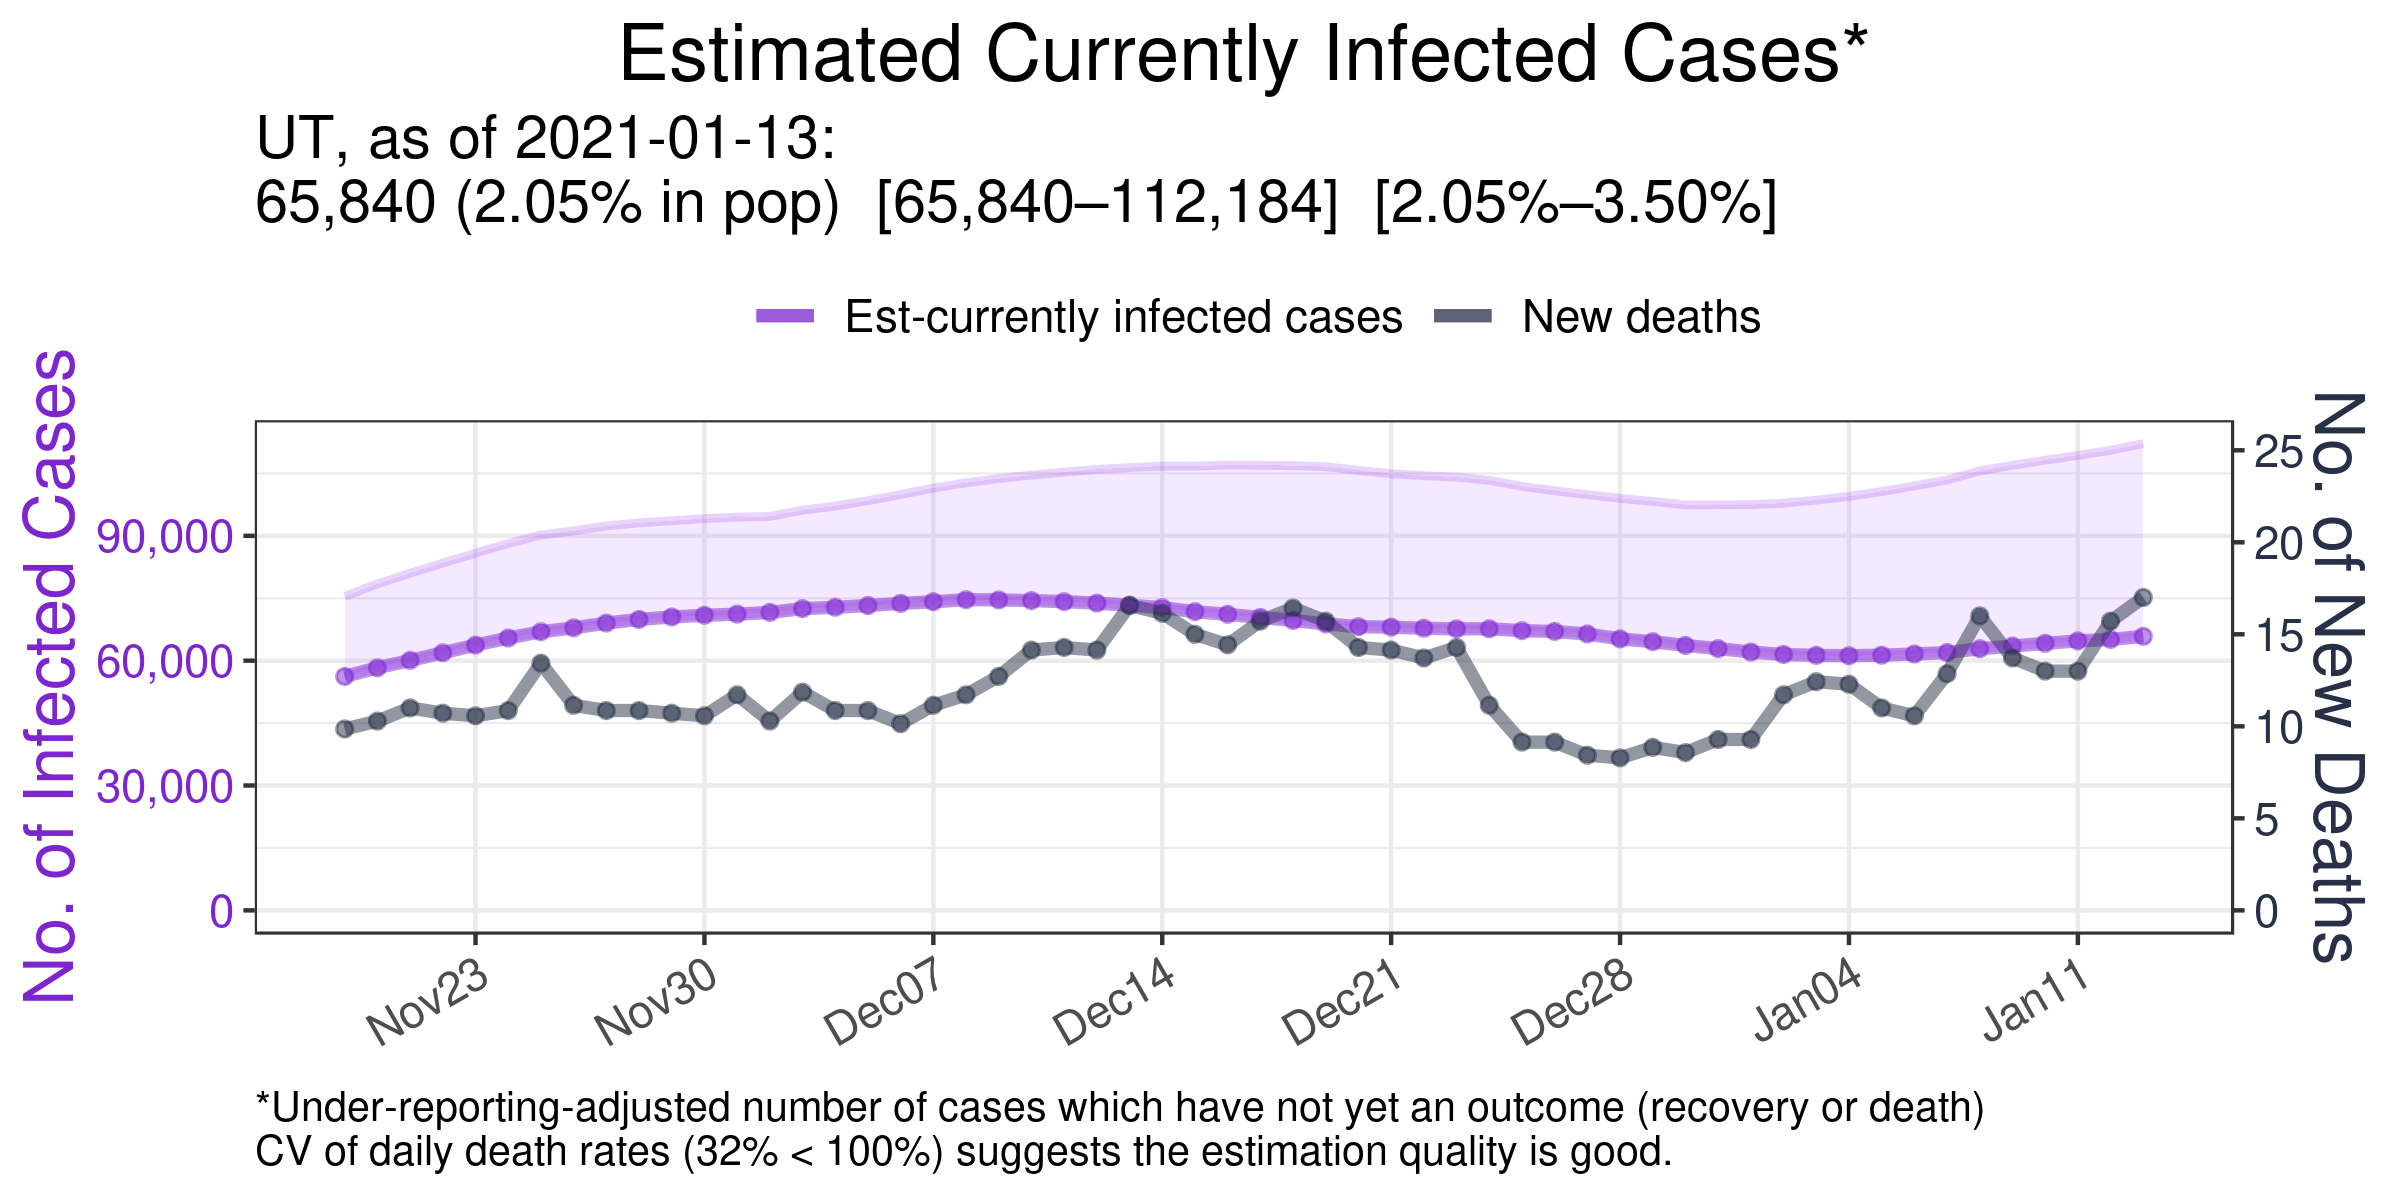 Estimated Currently Infected Cases*
UT, as of 2021-01-13:
65,840 (2.05% in pop)  [65,840–112,184]  [2.05%–3.50%]
Est-currently infected cases
New deaths
No. of Infected Cases
90,000
60,000
30,000
0
25
20
15
10
5
0
No. of New Deaths
Nov23
Nov30
Dec07
Dec14
Dec21
Dec28
Jan04
Jan11
*Under-reporting-adjusted number of cases which have not yet an outcome (recovery or death)
CV of daily death rates (32% < 100%) suggests the estimation quality is good.